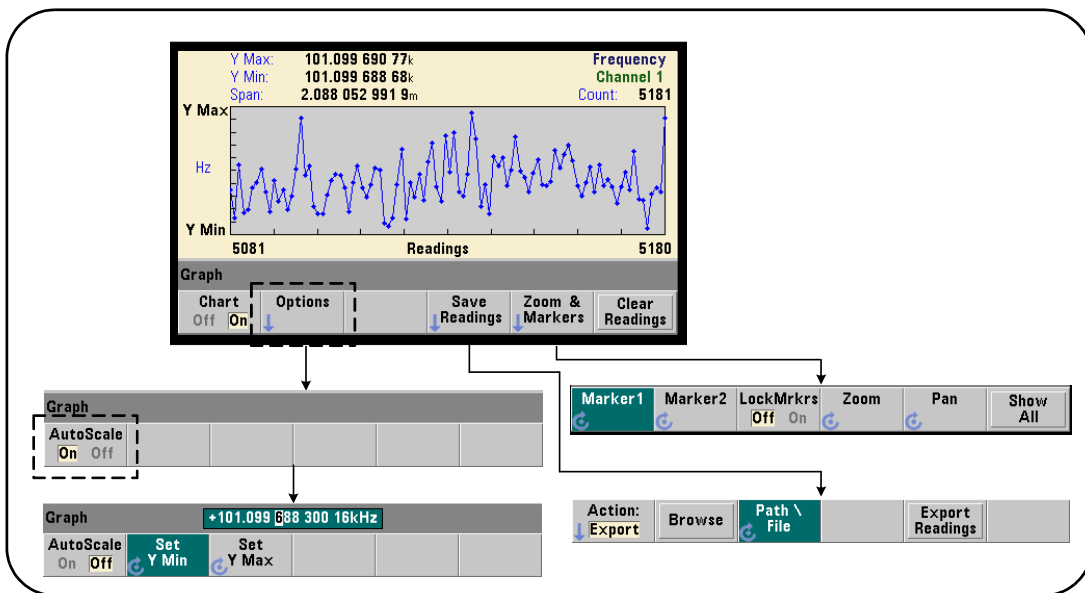 Y Max: 101.099 690 77k Frequency
Y Min: 101.099 688 68k Channel 1
Span: 2.088 052 991 9m Count: 5181
Y Max
Hz
Y Min
5081 Readings 5180
Graph
Chart Options Save Zoom & Clear
Off On Readings Markers Readings
Graph
AutoScale
On Off
Marker1 Marker2 LockMrkrs Zoom Pan Show
Off On All
Graph +101.099 688 300 16kHz
AutoScale Set Set
On Off Y Min Y Max
Action: Browse Path \ Export
Export File Readings